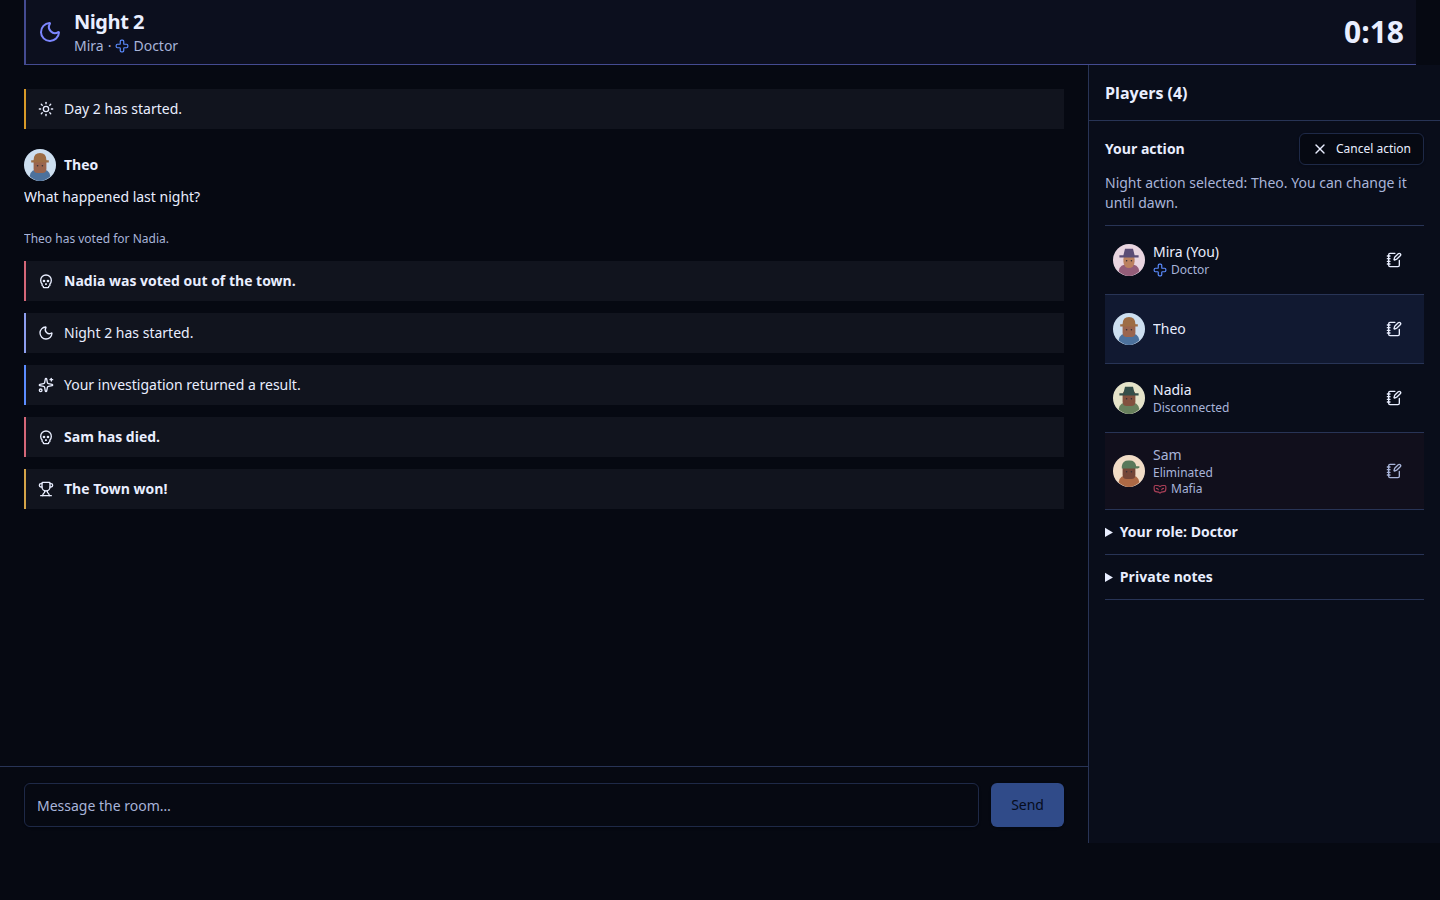 Night 2
Mira · Doctor
0:18
Day 2 has started.
Theo
What happened last night?
Theo has voted for Nadia.
Nadia was voted out of the town.
Night 2 has started.
Your investigation returned a result.
Sam has died.
The Town won!
Message the room...
Send
Players (4)
Your action
Cancel action
Night action selected: Theo. You can change it
until dawn.
Mira (You)
Doctor
Theo
Nadia
Disconnected
Sam
Eliminated
Mafia
Your role: Doctor
Private notes